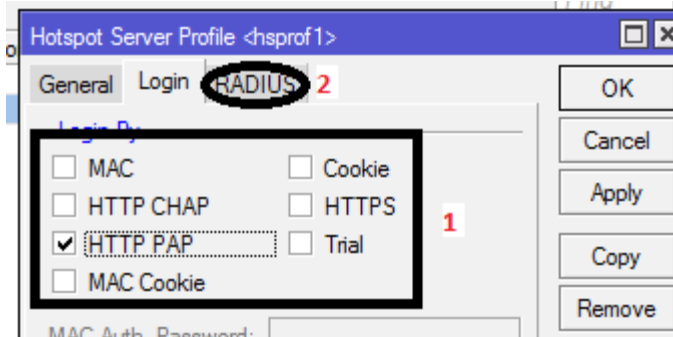 Hotspot Server Profile <hsprof1>
General Login RADIUS 2
OK
Login By
Cancel
MAC Cookie
HTTP CHAP HTTPS
Apply
1
HTTP PAP Trial
Copy
MAC Cookie
Remove
MAC Auth. Password: